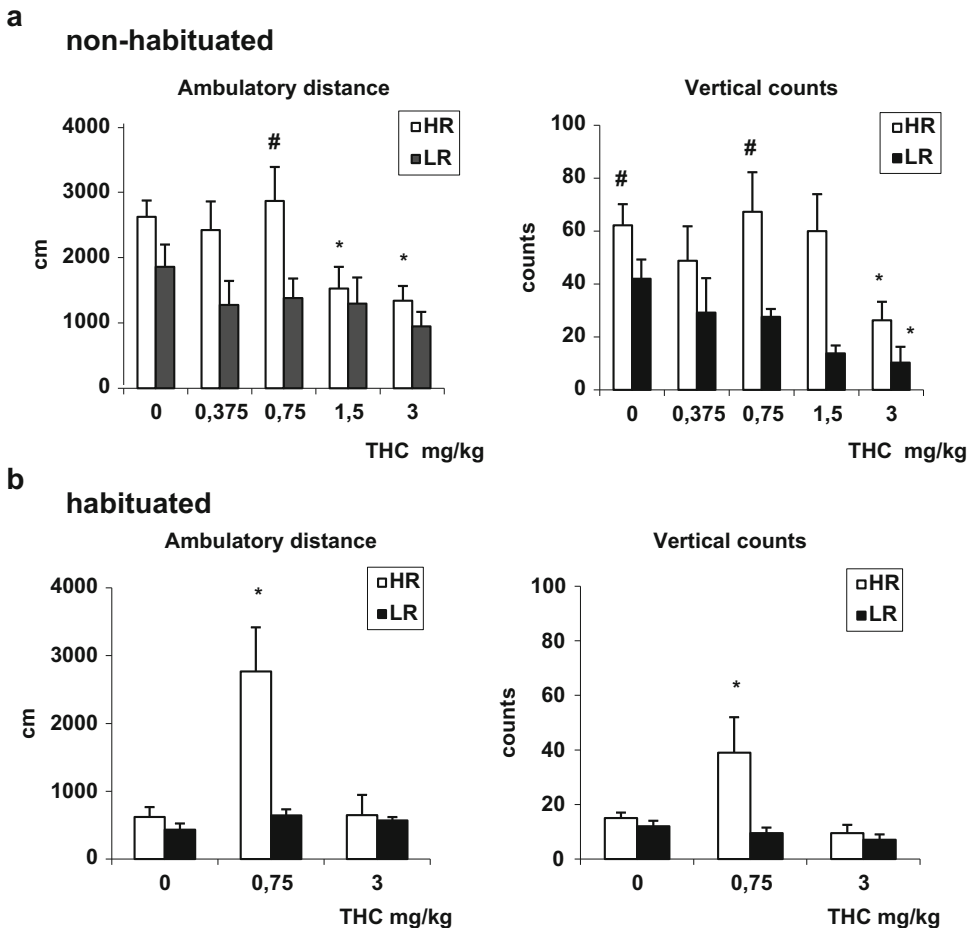 a
non-habituated
Ambulatory distance
HR
LR
4000
3000
2000
1000
0
cm
#
*
*
0 0,375 0,75 1,5 3
THC mg/kg
Vertical counts
HR
LR
100
80
60
40
20
0
counts
#
#
*
*
0 0,375 0,75 1,5 3
THC mg/kg
b
habituated
Ambulatory distance
HR
LR
4000
3000
2000
1000
0
cm
*
0 0,75 3
THC mg/kg
Vertical counts
HR
LR
100
80
60
40
20
0
counts
*
0 0,75 3
THC mg/kg